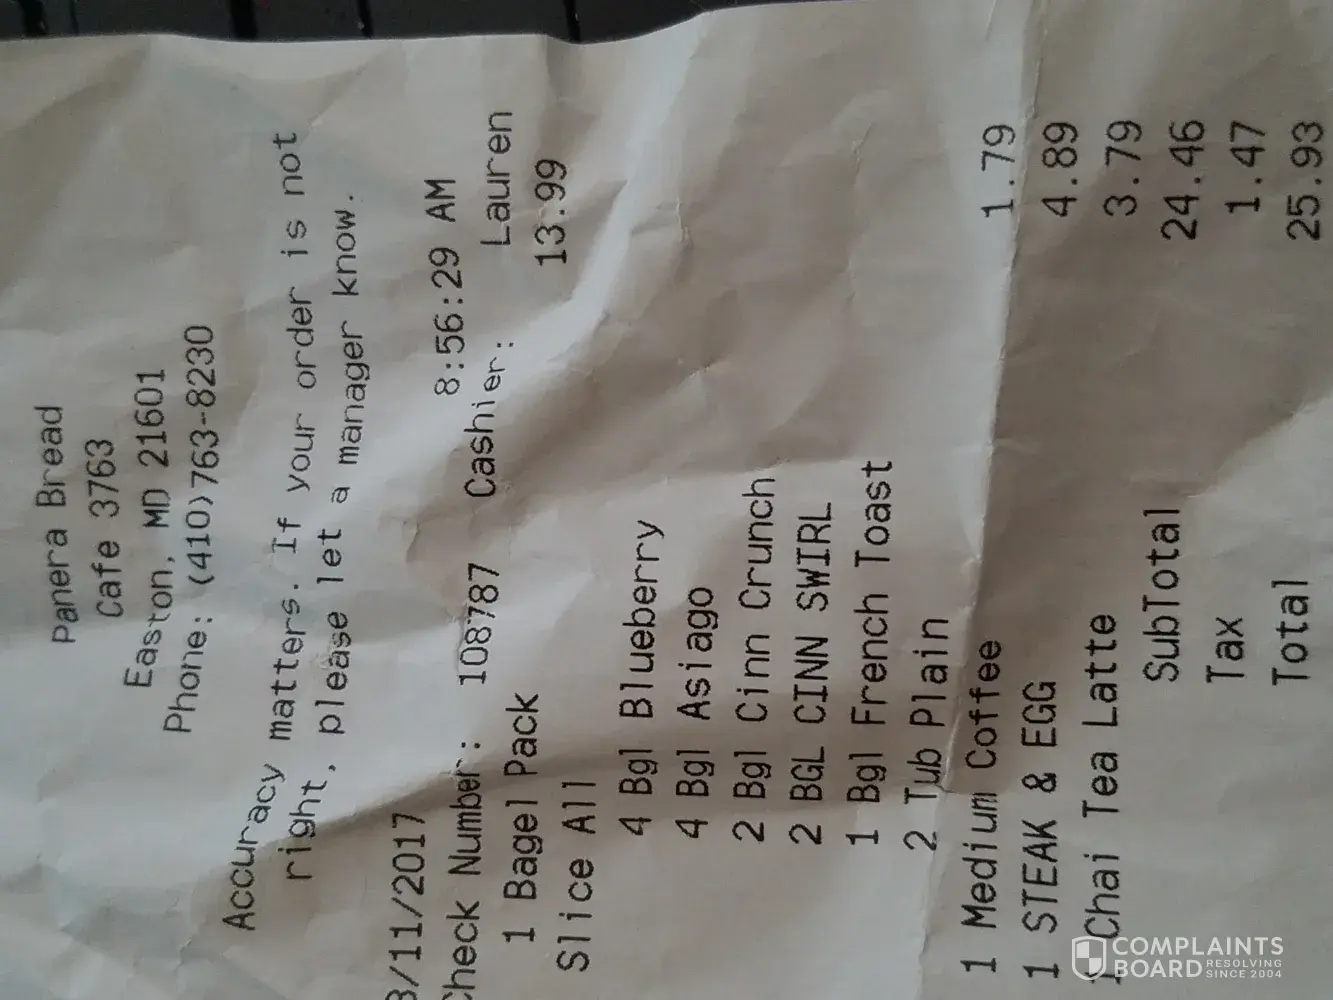 Panera Bread
Cafe 3763
Easton, MD 21601
Phone: (410)763-8230
Accuracy matters. If your order is not
right, please let a manager know.
3/11/2017 8:56:29 AM
Check Number: 108787 Cashier: Lauren
1 Bagel Pack 13.99
Slice All
4 Bgl Blueberry
4 Bgl Asiago
2 Bgl Cinn Crunch
2 BGL CINN SWIRL
1 Bgl French Toast
2 Tub Plain
1 Medium Coffee 1.79
1 STEAK & EGG 4.89
1 Chai Tea Latte 3.79
SubTotal 24.46
Tax 1.47
Total 25.93
COMPLAINTS
BOARD RESOLVING
SINCE 2004